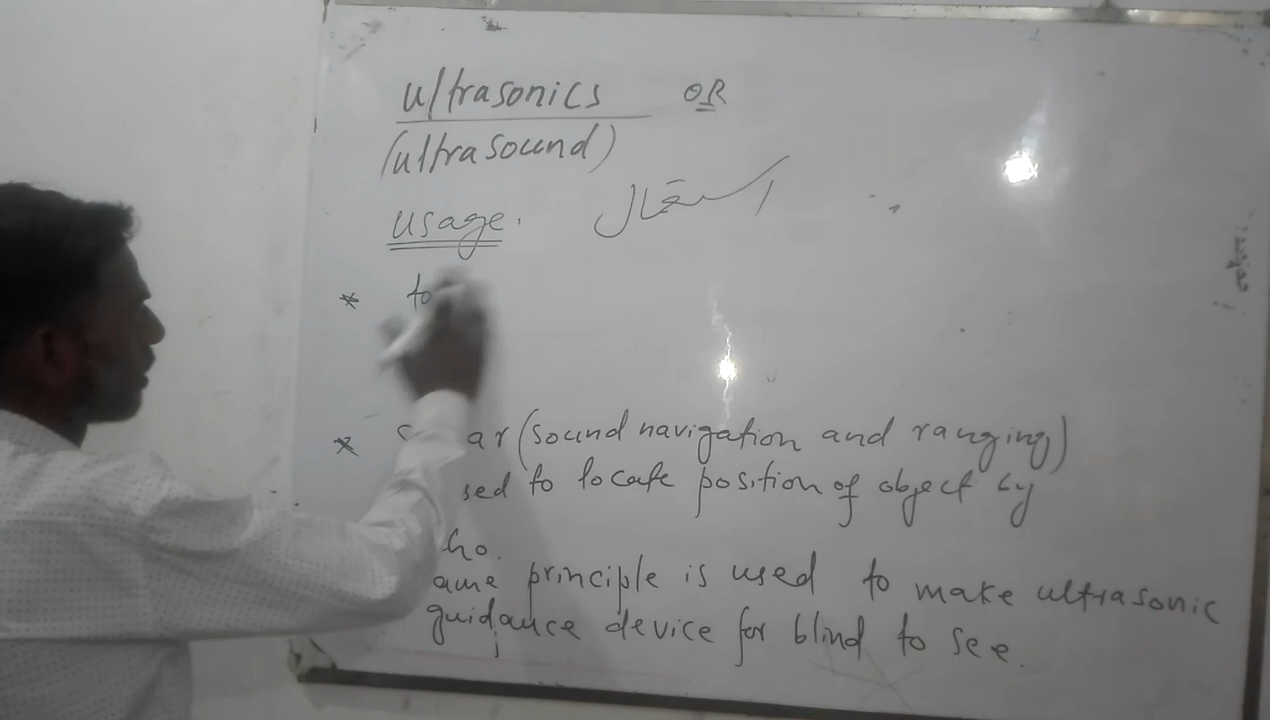 ultrasonics OR
(ultrasound)
usage. استعمال
* to
* ar (sound navigation and ranging)
sed to locate position of object by
ho.
ame principle is used to make ultrasonic
guidance device for blind to see.